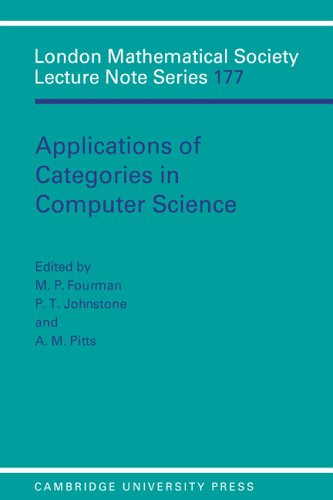 London Mathematical Society
Lecture Note Series 177
Applications of
Categories in
Computer Science
Edited by
M. P. Fourman
P. T. Johnstone
and
A. M. Pitts
CAMBRIDGE UNIVERSITY PRESS